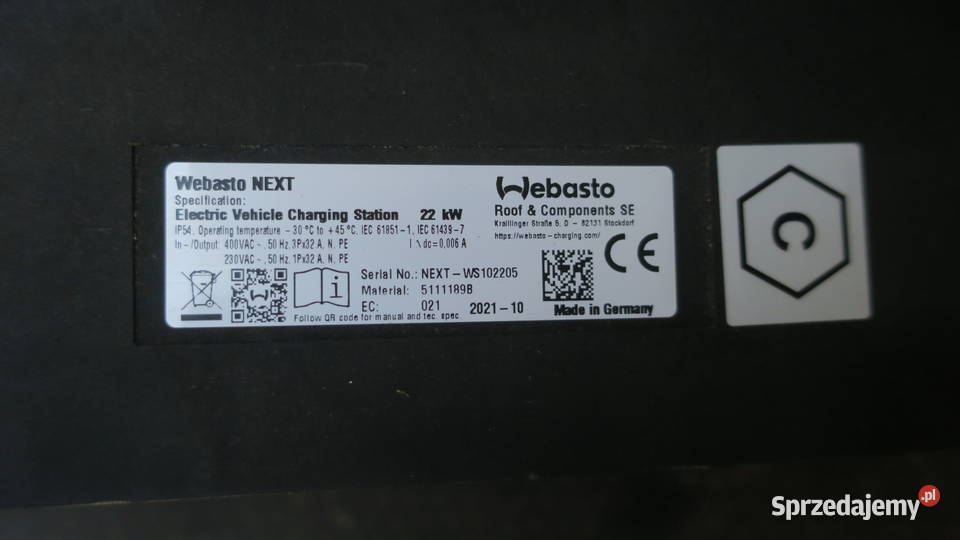 Webasto NEXT
Specification:
Electric Vehicle Charging Station 22 kW
IP54, Operating temperature -30°C to +45°C, IEC 61851-1, IEC 61439-7
In-/Output: 400VAC~, 50 Hz, 3Px32 A, N, PE
230VAC~, 50 Hz, 1Px32 A, N, PE
I∖dc=0,006 A
Webasto
Roof & Components SE
Kraillinger Straße 5, D - 82131 Stockdorf
https://webasto-charging.com/
CE
Serial No.: NEXT-WS102205
Material: 5111189B
EC: 021 2021-10
Follow QR code for manual and tec. spec.
Made in Germany
i
C
Sprzedajemy.pl